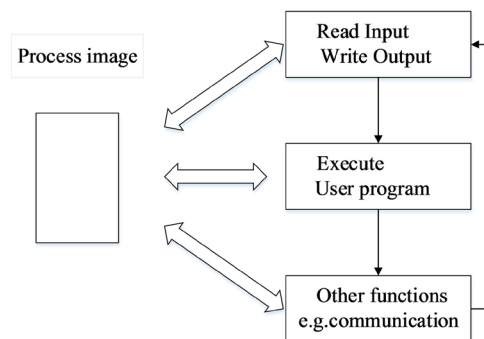 Process image
Read Input
Write Output
Execute
User program
Other functions
e.g.communication